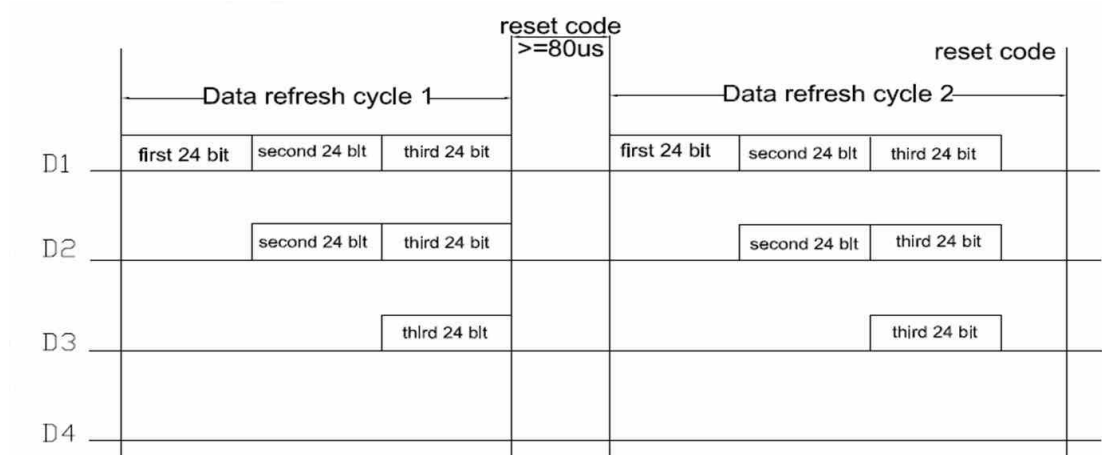 reset code
>=80us
reset code
Data refresh cycle 1
Data refresh cycle 2
D1
first 24 bit
second 24 blt
third 24 bit
first 24 bit
second 24 blt
third 24 bit
D2
second 24 blt
third 24 bit
second 24 blt
third 24 bit
D3
thlrd 24 blt
third 24 bit
D4